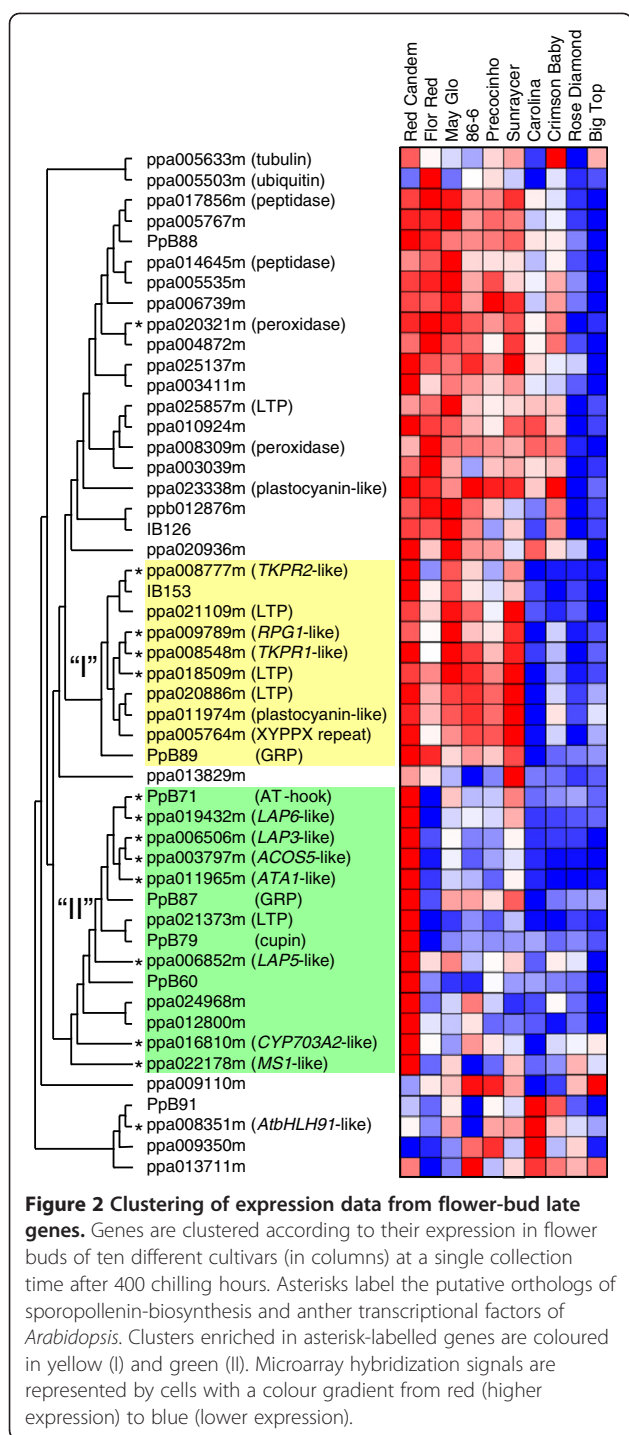 Red Candem
Flor Red
May Glo
86-6
Precocinho
Sunraycer
Carolina
Crimson Baby
Rose Diamond
Big Top
ppa005633m (tubulin)
ppa005503m (ubiquitin)
ppa017856m (peptidase)
ppa005767m
PpB88
ppa014645m (peptidase)
ppa005535m
ppa006739m
* ppa020321m (peroxidase)
ppa004872m
ppa025137m
ppa003411m
ppa025857m (LTP)
ppa010924m
ppa008309m (peroxidase)
ppa003039m
ppa023338m (plastocyanin-like)
ppb012876m
IB126
ppa020936m
* ppa008777m (TKPR2-like)
IB153
ppa021109m (LTP)
* ppa009789m (RPG1-like)
"I"
* ppa008548m (TKPR1-like)
* ppa018509m (LTP)
ppa020886m (LTP)
ppa011974m (plastocyanin-like)
ppa005764m (XYPPX repeat)
PpB89 (GRP)
ppa013829m
* PpB71 (AT-hook)
* ppa019432m (LAP6-like)
* ppa006506m (LAP3-like)
* ppa003797m (ACOS5-like)
* ppa011965m (ATA1-like)
"II"
PpB87 (GRP)
ppa021373m (LTP)
PpB79 (cupin)
* ppa006852m (LAP5-like)
PpB60
ppa024968m
ppa012800m
* ppa016810m (CYP703A2-like)
* ppa022178m (MS1-like)
ppa009110m
PpB91
* ppa008351m (AtbHLH91-like)
ppa009350m
ppa013711m
Figure 2 Clustering of expression data from flower-bud late
genes. Genes are clustered according to their expression in flower
buds of ten different cultivars (in columns) at a single collection
time after 400 chilling hours. Asterisks label the putative orthologs of
sporopollenin-biosynthesis and anther transcriptional factors of
Arabidopsis. Clusters enriched in asterisk-labelled genes are coloured
in yellow (I) and green (II). Microarray hybridization signals are
represented by cells with a colour gradient from red (higher
expression) to blue (lower expression).